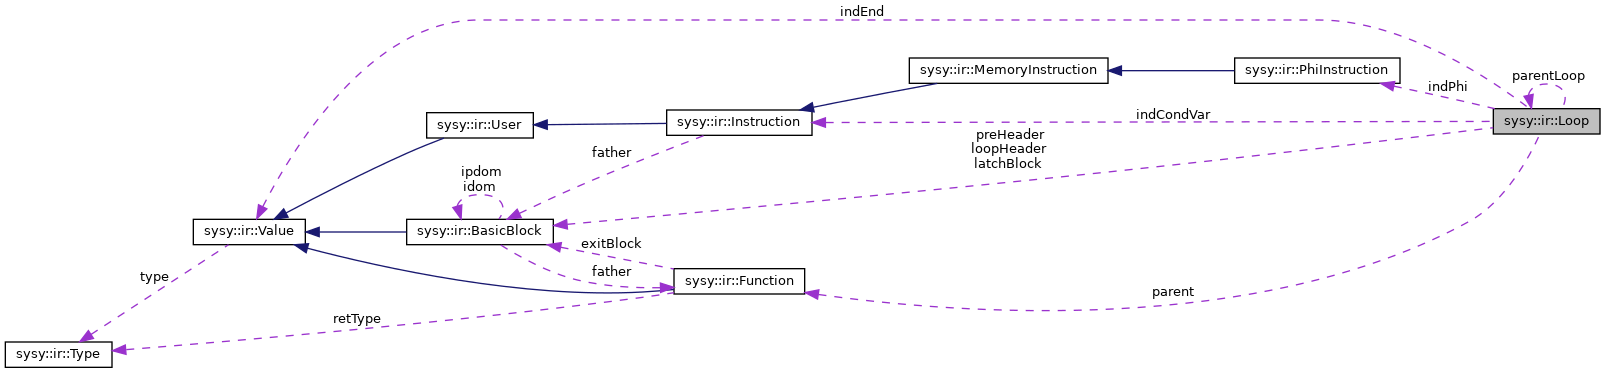 indEnd
sysy::ir::MemoryInstruction
sysy::ir::PhiInstruction
parentLoop
indPhi
sysy::ir::User
sysy::ir::Instruction
indCondVar
sysy::ir::Loop
father
preHeader
loopHeader
latchBlock
ipdom
idom
sysy::ir::Value
sysy::ir::BasicBlock
exitBlock
type
father
sysy::ir::Function
parent
retType
sysy::ir::Type